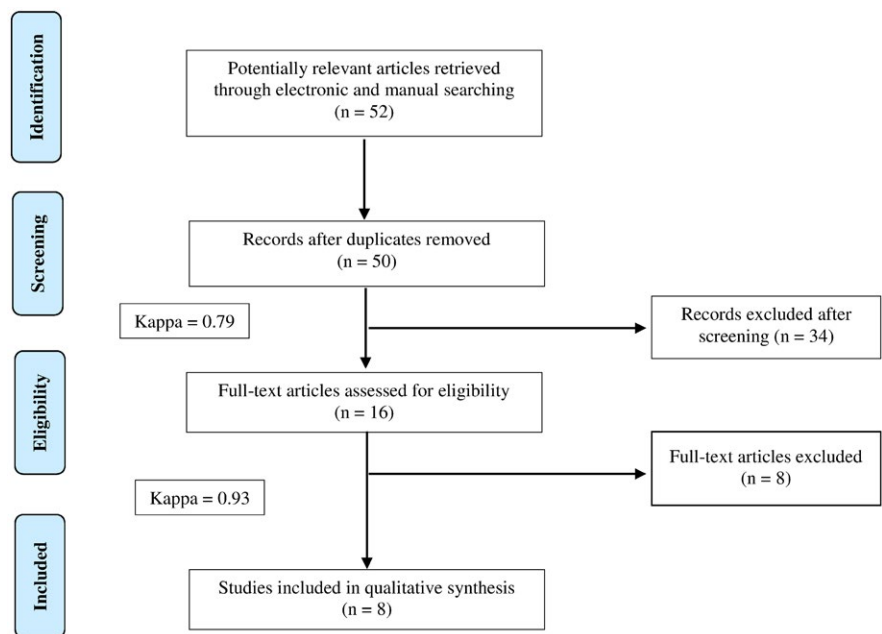 Identification
Potentially relevant articles retrieved
through electronic and manual searching
(n = 52)
Screening
Records after duplicates removed
(n = 50)
Kappa = 0.79
Records excluded after
screening (n = 34)
Eligibility
Full-text articles assessed for eligibility
(n = 16)
Full-text articles excluded
(n = 8)
Kappa = 0.93
Included
Studies included in qualitative synthesis
(n = 8)